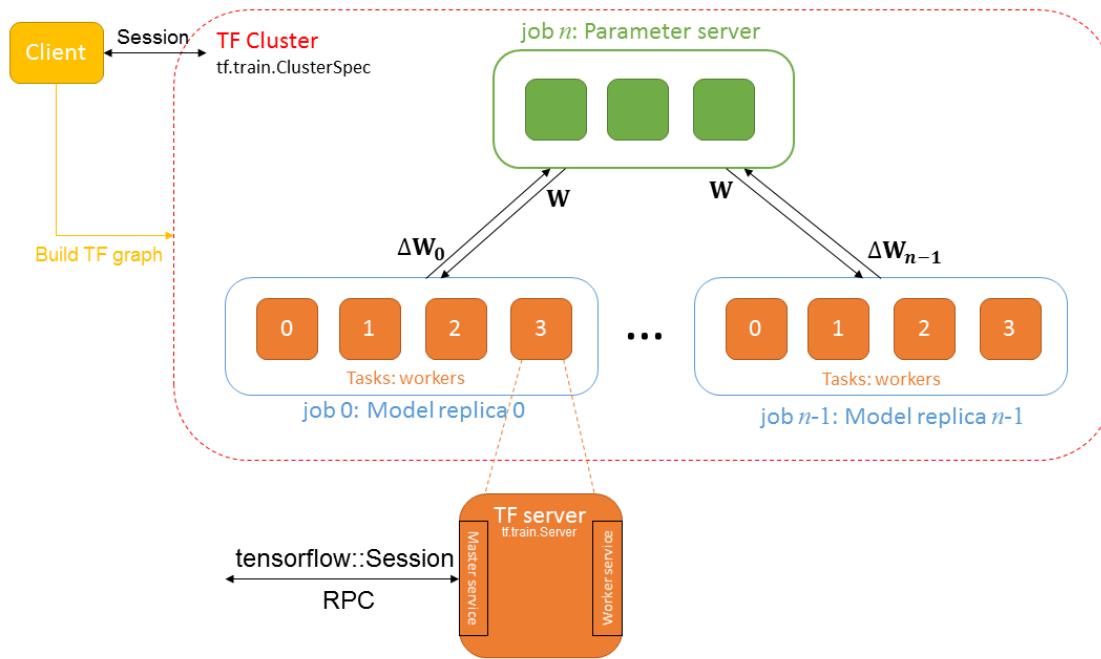 Client
Session
TF Cluster
tf.train.ClusterSpec
job n: Parameter server
W
W
Build TF graph
ΔW₀
ΔWₙ₋₁
0 1 2 3
...
0 1 2 3
Tasks: workers
Tasks: workers
job 0: Model replica 0
job n-1: Model replica n-1
TF server
tf.train.Server
Master service
Worker service
tensorflow::Session
RPC